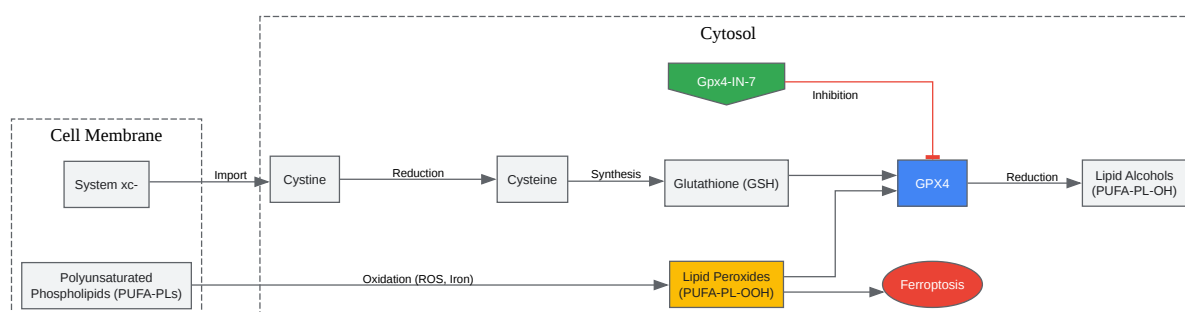 Cytosol
Gpx4-IN-7
Inhibition
Cell Membrane
System xc-
Import
Cystine
Reduction
Cysteine
Synthesis
Glutathione (GSH)
GPX4
Reduction
Lipid Alcohols
(PUFA-PL-OH)
Polyunsaturated
Phospholipids (PUFA-PLs)
Oxidation (ROS, Iron)
Lipid Peroxides
(PUFA-PL-OOH)
Ferroptosis